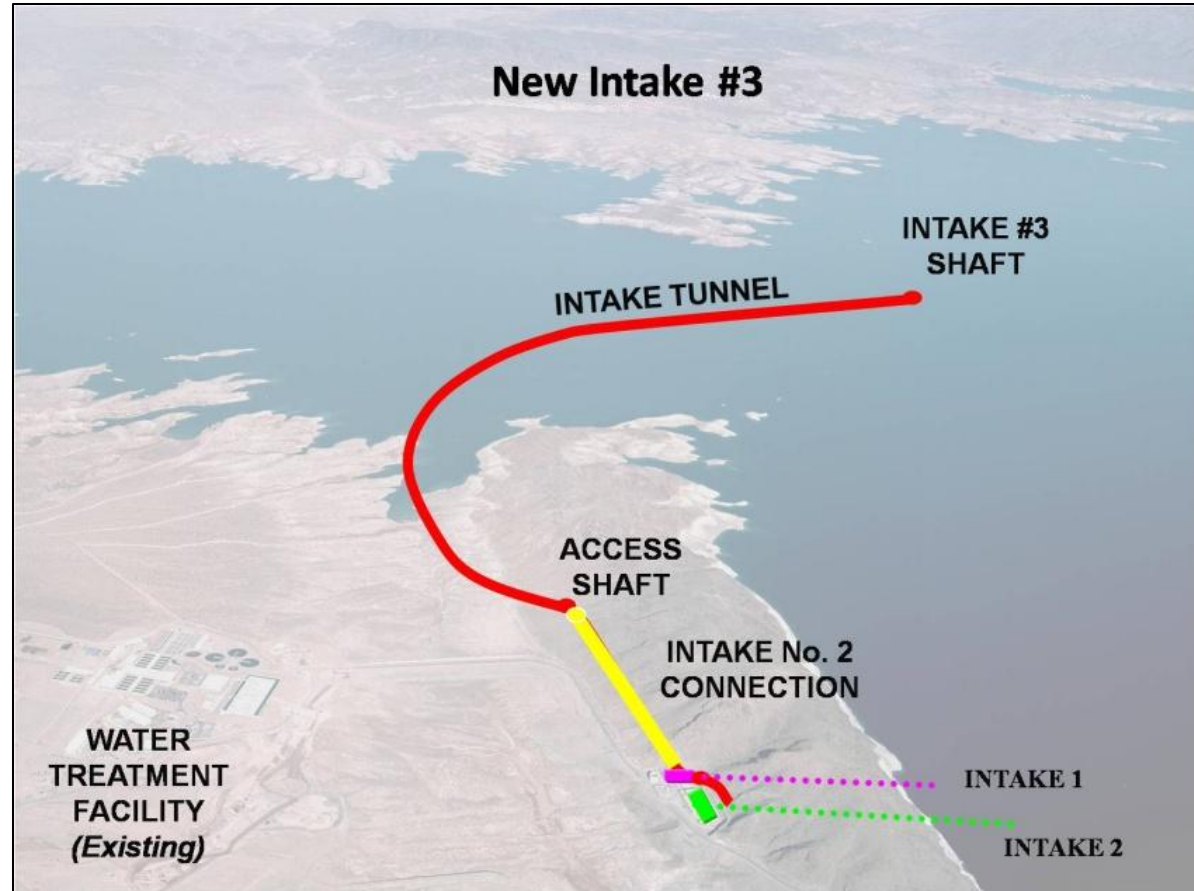 New Intake #3
INTAKE #3
SHAFT
INTAKE TUNNEL
ACCESS
SHAFT
INTAKE No. 2
CONNECTION
WATER
TREATMENT
FACILITY
(Existing)
INTAKE 1
INTAKE 2